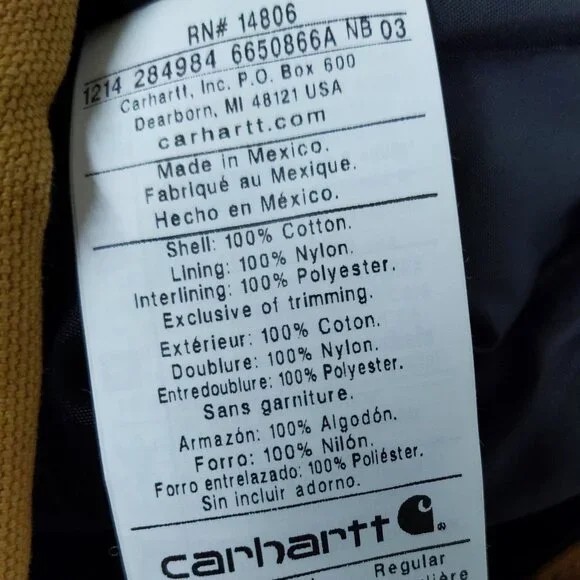 RN# 14806
1214 284984 6650866A NB 03
Carhartt, Inc. P.O. Box 600
Dearborn, MI 48121 USA
carhartt.com
Made in Mexico.
Fabriqué au Mexique.
Hecho en México.
Shell: 100% Cotton.
Lining: 100% Nylon.
Interlining: 100% Polyester.
Exclusive of trimming.
Extérieur: 100% Coton.
Doublure: 100% Nylon.
Entredoublure: 100% Polyester.
Sans garniture.
Armazón: 100% Algodón.
Forro: 100% Nilón.
Forro entrelazado: 100% Poliéster.
Sin incluir adorno.
carhartt
Regular